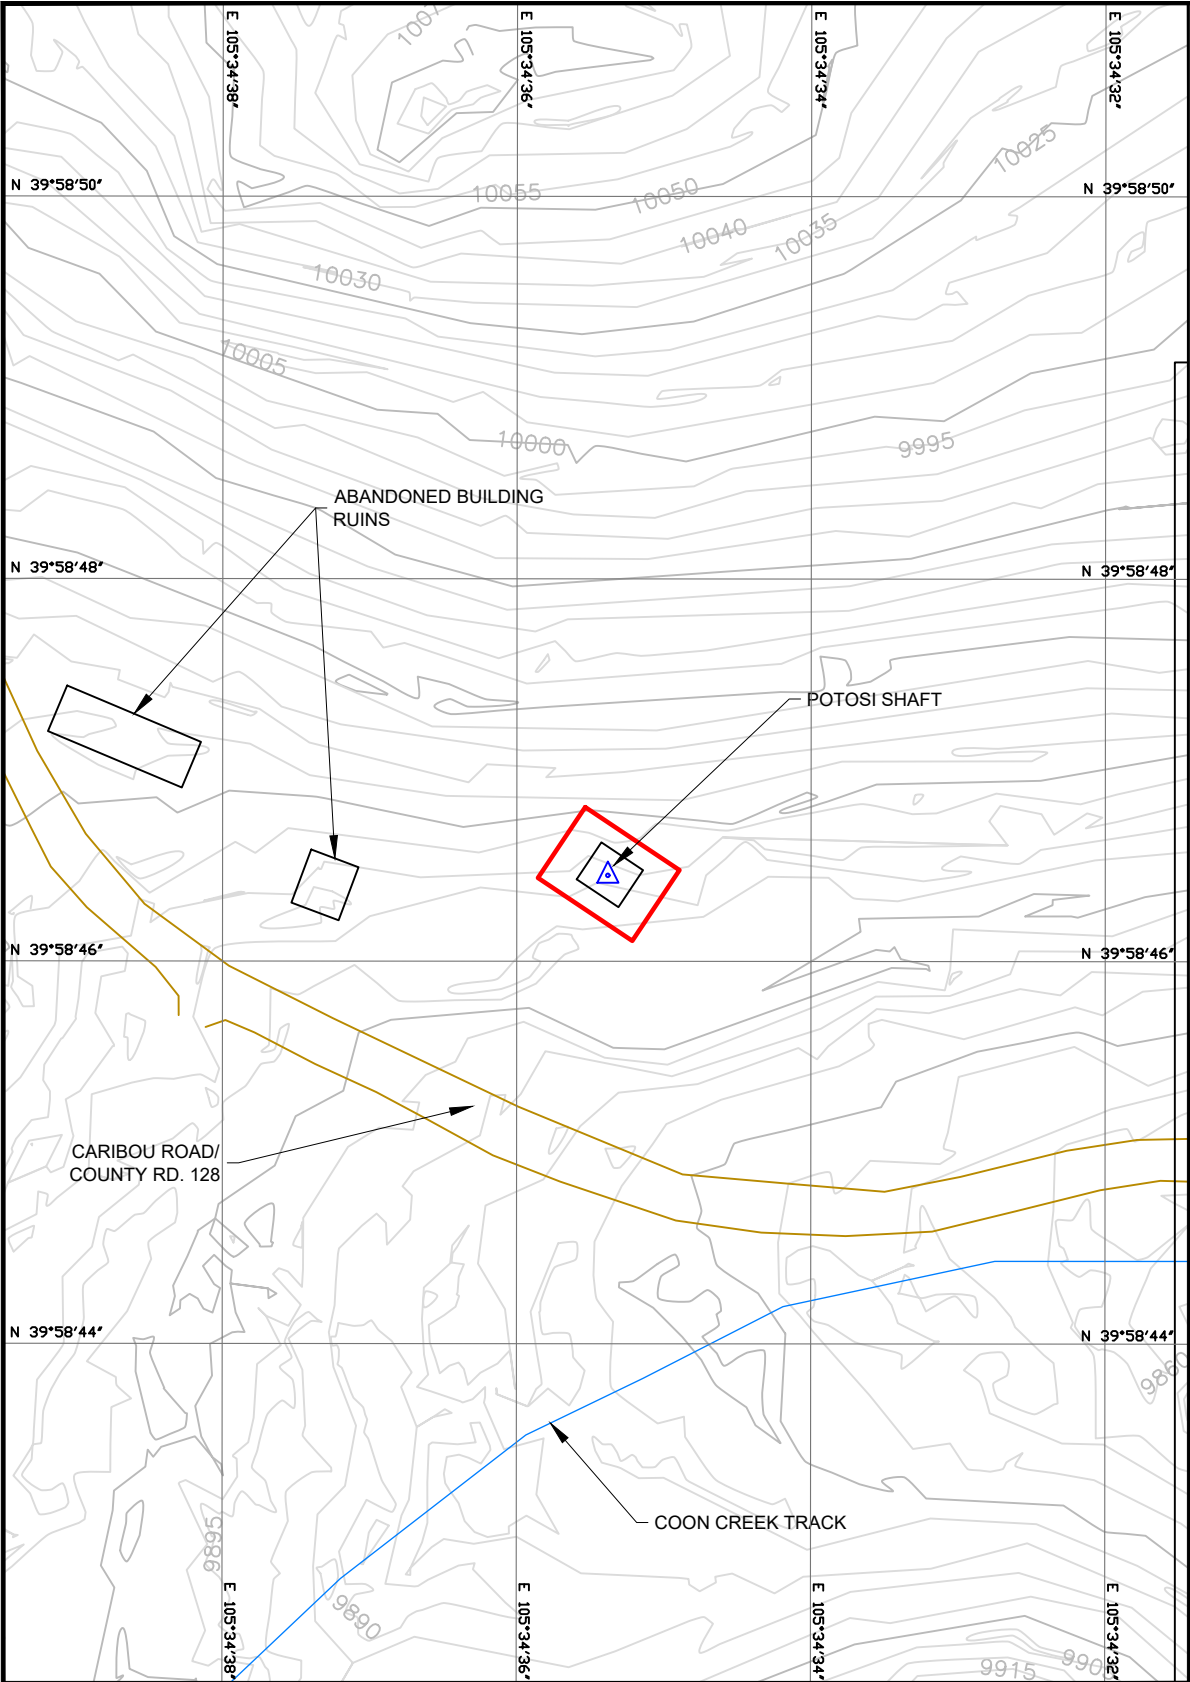 E 105°34'38"
E 105°34'36"
E 105°34'34"
E 105°34'32"
10025
N 39°58'50"
10055
10050
N 39°58'50"
10040
10035
10030
10005
10000
9995
ABANDONED BUILDING
RUINS
N 39°58'48"
N 39°58'48"
POTOSI SHAFT
N 39°58'46"
N 39°58'46"
CARIBOU ROAD/
COUNTY RD. 128
N 39°58'44"
N 39°58'44"
9860
COON CREEK TRACK
9895
9890
E 105°34'38"
E 105°34'36"
E 105°34'34"
E 105°34'32"
9915